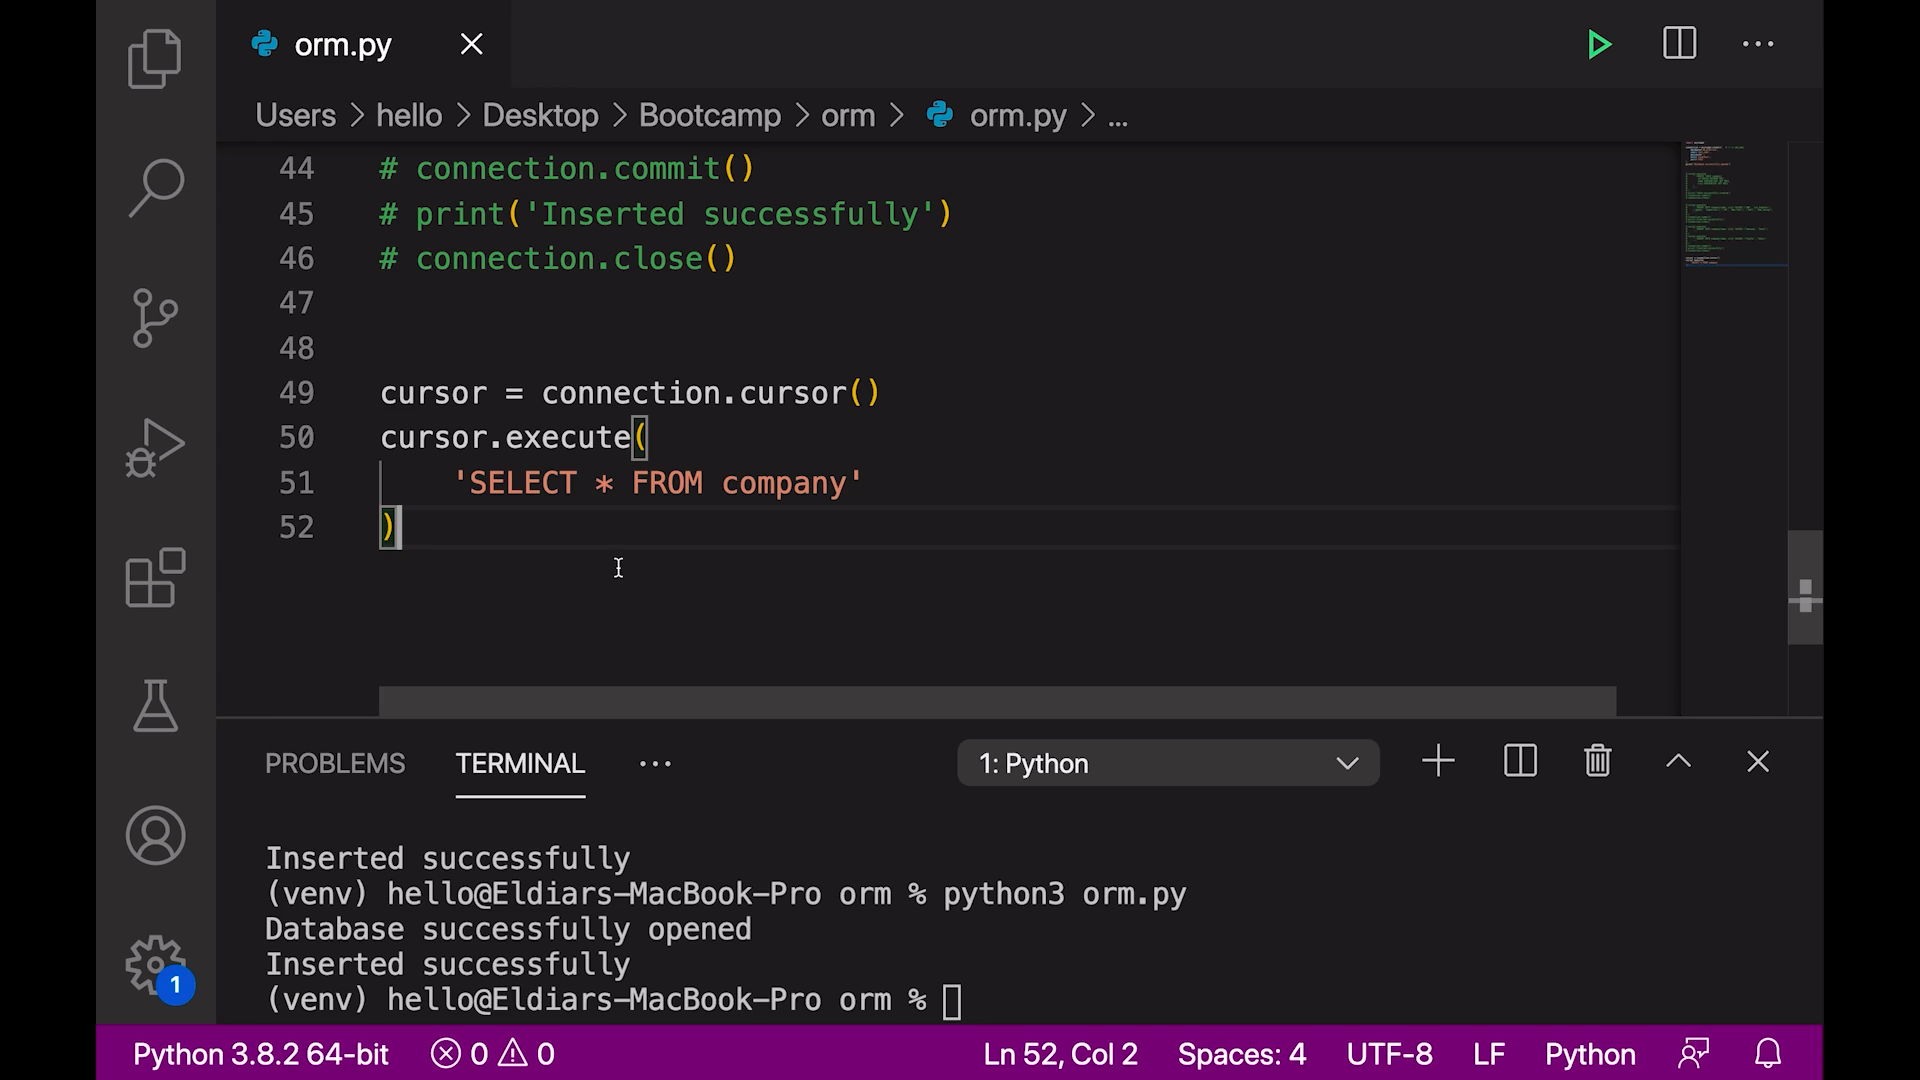 orm.py
Users > hello > Desktop > Bootcamp > orm > orm.py > ...
44 # connection.commit()
45 # print('Inserted successfully')
46 # connection.close()
47
48
49 cursor = connection.cursor()
50 cursor.execute(
51 'SELECT * FROM company'
52 )
PROBLEMS TERMINAL ... 1: Python
Inserted successfully
(venv) hello@Eldiars-MacBook-Pro orm % python3 orm.py
Database successfully opened
Inserted successfully
(venv) hello@Eldiars-MacBook-Pro orm %
1
Python 3.8.2 64-bit 0 0 Ln 52, Col 2 Spaces: 4 UTF-8 LF Python